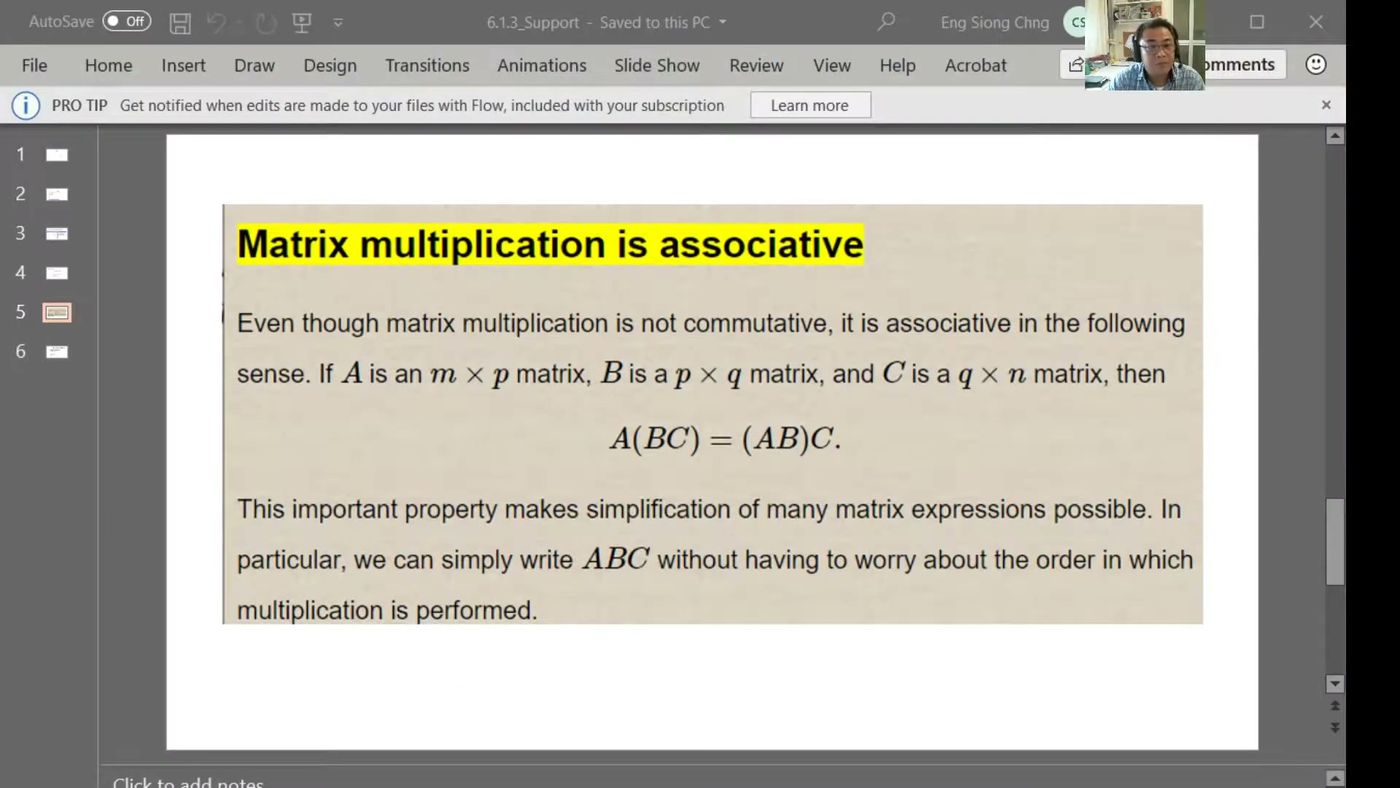 AutoSave Off 6.1.3_Support - Saved to this PC Eng Siong Chng CS
File Home Insert Draw Design Transitions Animations Slide Show Review View Help Acrobat
PRO TIP Get notified when edits are made to your files with Flow, included with your subscription Learn more
1
2
3
4
5
6
Matrix multiplication is associative
Even though matrix multiplication is not commutative, it is associative in the following
sense. If A is an m × p matrix, B is a p × q matrix, and C is a q × n matrix, then
A(BC) = (AB)C.
This important property makes simplification of many matrix expressions possible. In
particular, we can simply write ABC without having to worry about the order in which
multiplication is performed.
Click to add notes